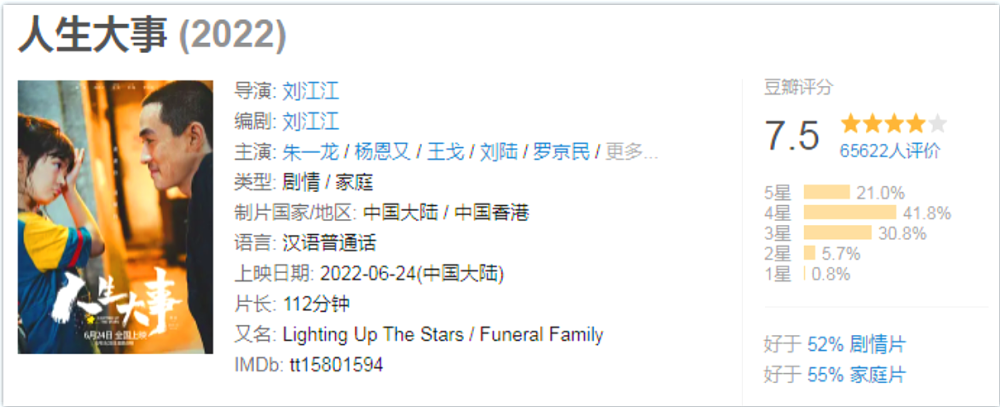 人生大事 (2022)
导演: 刘江江
编剧: 刘江江
主演: 朱一龙 / 杨恩又 / 王戈 / 刘陆 / 罗京民 / 更多...
类型: 剧情 / 家庭
制片国家/地区: 中国大陆 / 中国香港
语言: 汉语普通话
上映日期: 2022-06-24(中国大陆)
片长: 112分钟
又名: Lighting Up The Stars / Funeral Family
IMDb: tt15801594
人生大事
6月24日 全国上映
豆瓣评分
7.5
65622人评价
5星 21.0%
4星 41.8%
3星 30.8%
2星 5.7%
1星 0.8%
好于 52% 剧情片
好于 55% 家庭片